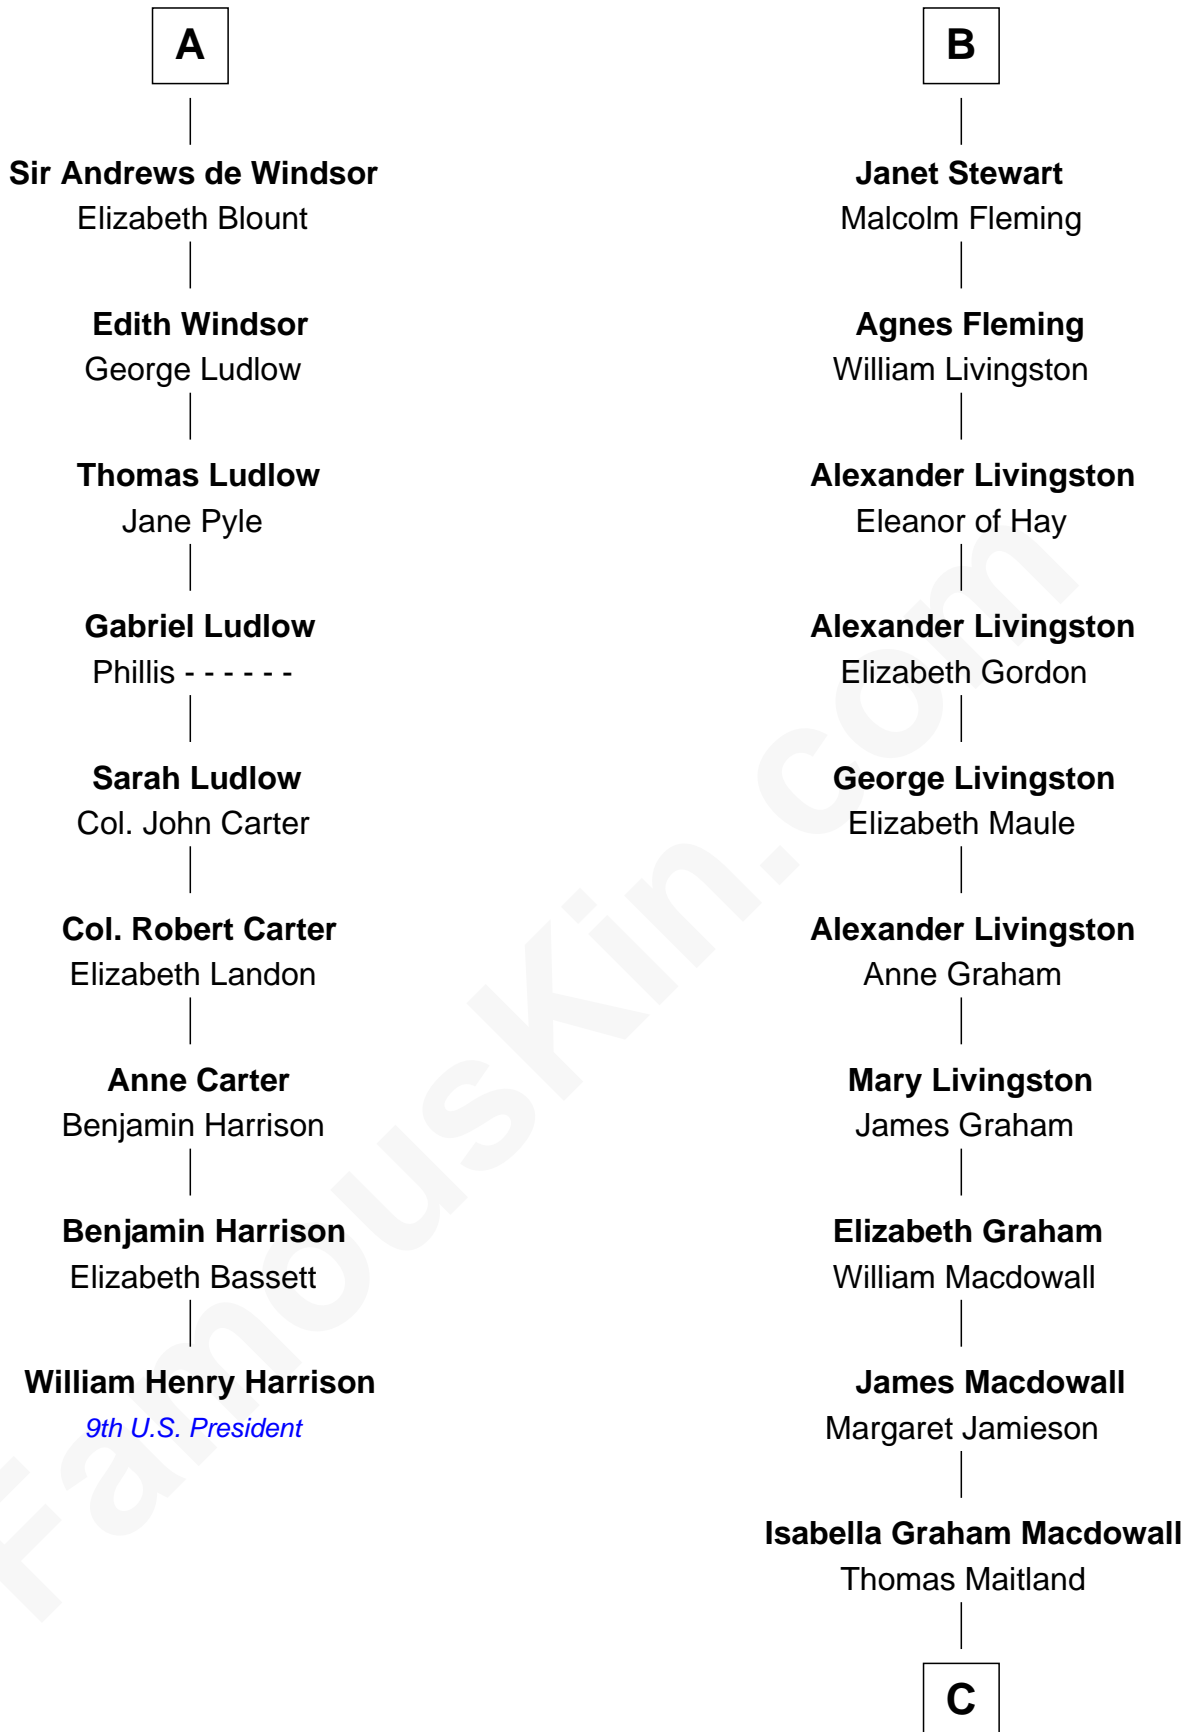 A
Sir Andrews de Windsor
Elizabeth Blount
Edith Windsor
George Ludlow
Thomas Ludlow
Jane Pyle
Gabriel Ludlow
Phillis - - - - - -
Sarah Ludlow
Col. John Carter
Col. Robert Carter
Elizabeth Landon
Anne Carter
Benjamin Harrison
Benjamin Harrison
Elizabeth Bassett
William Henry Harrison
9th U.S. President
B
Janet Stewart
Malcolm Fleming
Agnes Fleming
William Livingston
Alexander Livingston
Eleanor of Hay
Alexander Livingston
Elizabeth Gordon
George Livingston
Elizabeth Maule
Alexander Livingston
Anne Graham
Mary Livingston
James Graham
Elizabeth Graham
William Macdowall
James Macdowall
Margaret Jamieson
Isabella Graham Macdowall
Thomas Maitland
C
FamousKin.com